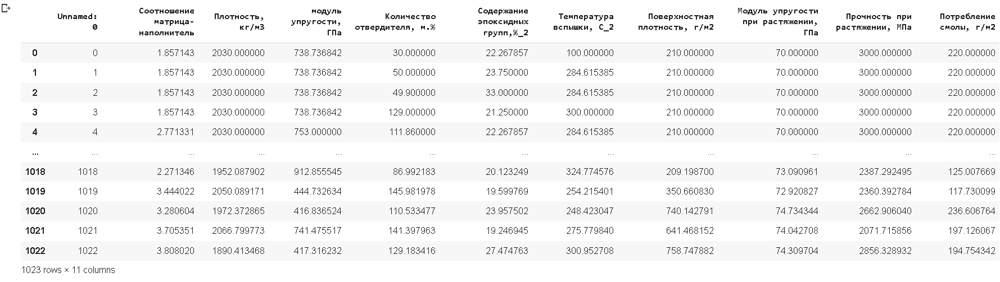 Unnamed: 0 Соотношение матрица-наполнитель Плотность, кг/м3 модуль упругости, ГПа Количество отвердителя, м.% Содержание эпоксидных групп,%_2 Температура вспышки, С_2 Поверхностная плотность, г/м2 Модуль упругости при растяжении, ГПа Прочность при растяжении, МПа Потребление смолы, г/м2
0 0 1.857143 2030.000000 738.736842 30.000000 22.267857 100.000000 210.000000 70.000000 3000.000000 220.000000
1 1 1.857143 2030.000000 738.736842 50.000000 23.750000 284.615385 210.000000 70.000000 3000.000000 220.000000
2 2 1.857143 2030.000000 738.736842 49.900000 33.000000 284.615385 210.000000 70.000000 3000.000000 220.000000
3 3 1.857143 2030.000000 738.736842 129.000000 21.250000 300.000000 210.000000 70.000000 3000.000000 220.000000
4 4 2.771331 2030.000000 753.000000 111.860000 22.267857 284.615385 210.000000 70.000000 3000.000000 220.000000
... ... ... ... ... ... ... ... ... ... ... ...
1018 1018 2.271346 1952.087902 912.855545 86.992183 20.123249 324.774576 209.198700 73.090961 2387.292495 125.007669
1019 1019 3.444022 2050.089171 444.732634 145.981978 19.599769 254.215401 350.660830 72.920827 2360.392784 117.730099
1020 1020 3.280604 1972.372865 416.836524 110.533477 23.957502 248.423047 740.142791 74.734344 2662.906040 236.606764
1021 1021 3.705351 2066.799773 741.475517 141.397963 19.246945 275.779840 641.468152 74.042708 2071.715856 197.126067
1022 1022 3.808020 1890.413468 417.316232 129.183416 27.474763 300.952708 758.747882 74.309704 2856.328932 194.754342
1023 rows × 11 columns